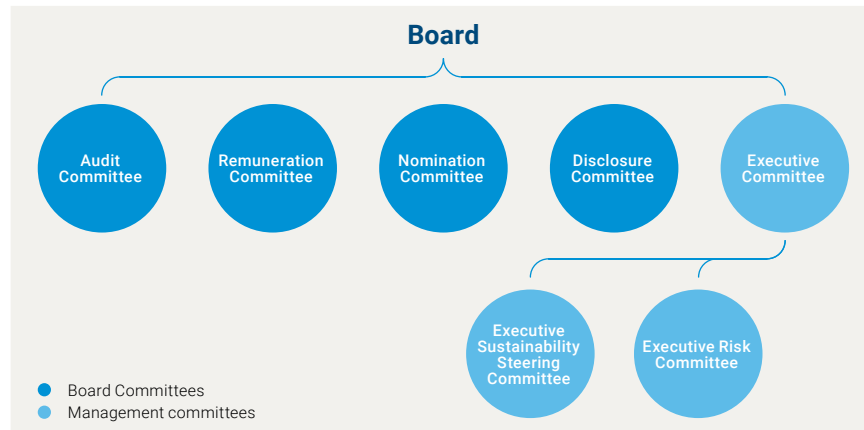 Board
Audit
Committee
Remuneration
Committee
Nomination
Committee
Disclosure
Committee
Executive
Committee
Executive
Sustainability
Steering
Committee
Executive Risk
Committee
Board Committees
Management committees